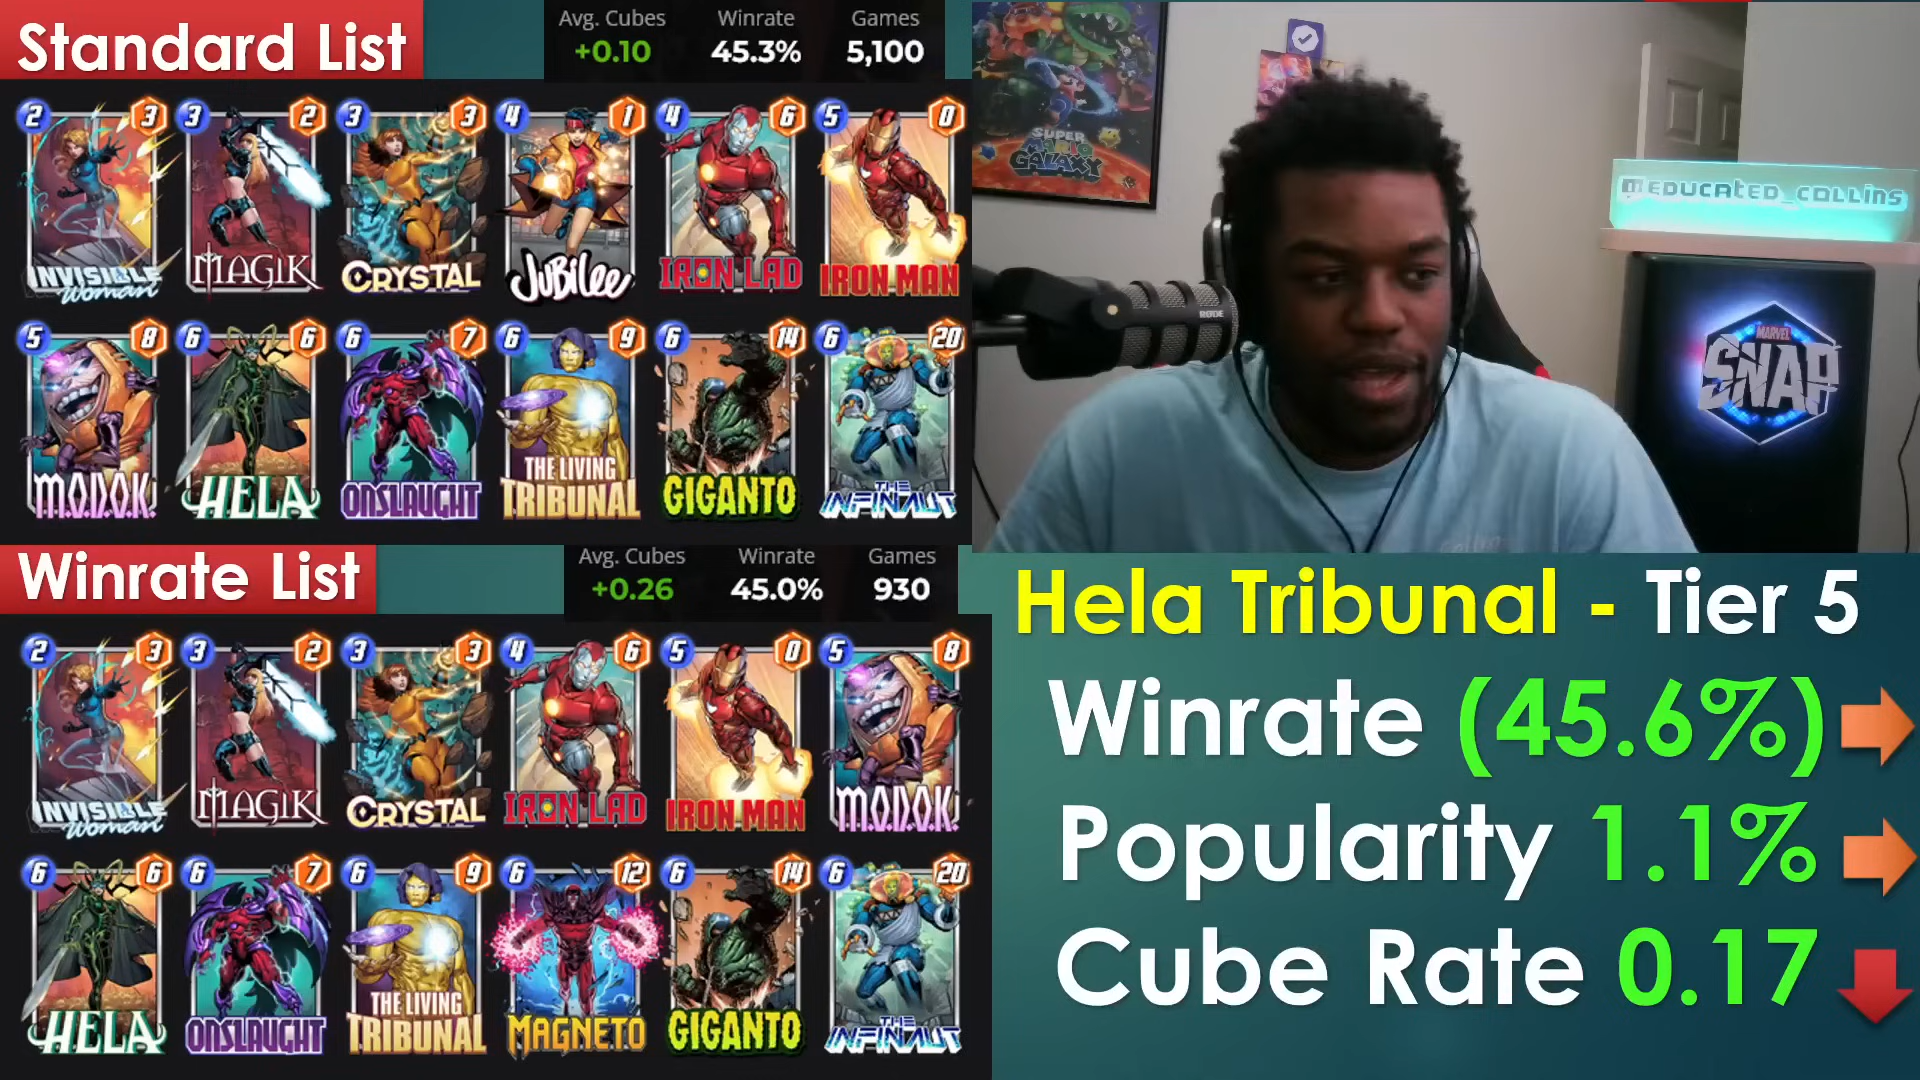 Standard List
Avg. Cubes Winrate Games
+0.10 45.3% 5,100
2 3 3 2 3 3 4 1 4 6 5 0
INVISIBLE Woman MAGIK CRYSTAL JUBILEE IRON LAD IRON MAN
5 8 6 6 6 7 6 9 6 14 6 20
M.O.D.O.K. HELA ONSLAUGHT THE LIVING TRIBUNAL GIGANTO THE INFINAUT
Winrate List
Avg. Cubes Winrate Games
+0.26 45.0% 930
2 3 3 2 3 3 4 6 5 0 5 8
INVISIBLE Woman MAGIK CRYSTAL IRON LAD IRON MAN M.O.D.O.K.
6 6 6 7 6 9 6 12 6 14 6 20
HELA ONSLAUGHT THE LIVING TRIBUNAL MAGNETO GIGANTO THE INFINAUT
SUPER
MARIO
GALAXY
RØDE
EDUCATED_COLLINS
MARVEL
SNAP
Hela Tribunal - Tier 5
Winrate (45.6%)
Popularity 1.1%
Cube Rate 0.17